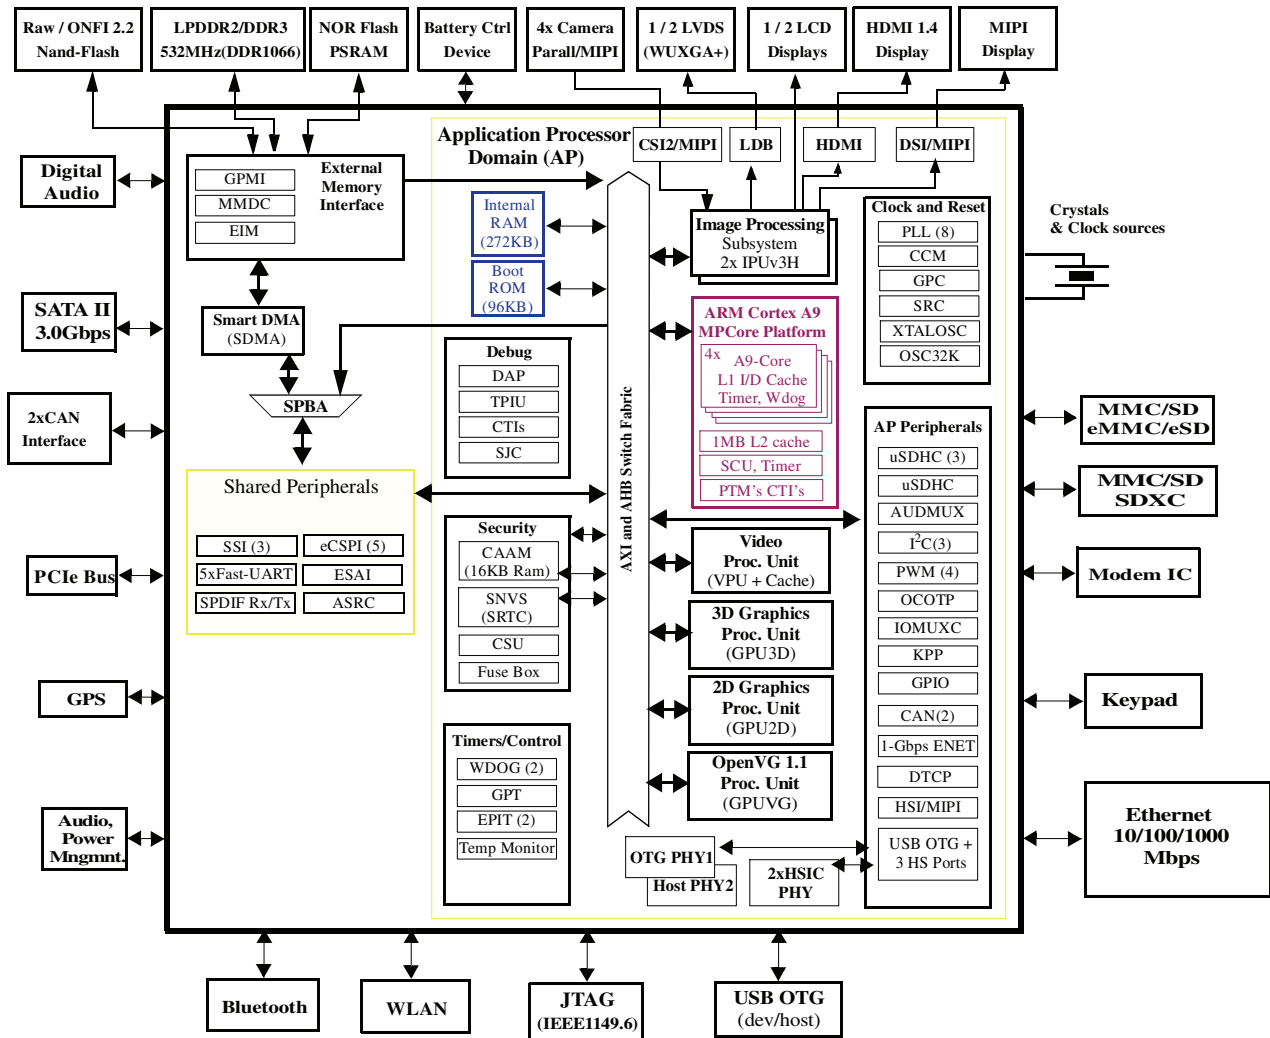 Raw / ONFI 2.2
Nand-Flash
LPDDR2/DDR3
532MHz(DDR1066)
NOR Flash
PSRAM
Battery Ctrl
Device
4x Camera
Parall/MIPI
1 / 2 LVDS
(WUXGA+)
1 / 2 LCD
Displays
HDMI 1.4
Display
MIPI
Display
Digital
Audio
SATA II
3.0Gbps
2xCAN
Interface
PCIe Bus
GPS
Audio,
Power
Mngmnt.
External
Memory
Interface
GPMI
MMDC
EIM
Smart DMA
(SDMA)
SPBA
Shared Peripherals
SSI (3)
eCSPI (5)
5xFast-UART
ESAI
SPDIF Rx/Tx
ASRC
Application Processor
Domain (AP)
Internal
RAM
(272KB)
Boot
ROM
(96KB)
Debug
DAP
TPIU
CTIs
SJC
Security
CAAM
(16KB Ram)
SNVS
(SRTC)
CSU
Fuse Box
Timers/Control
WDOG (2)
GPT
EPIT (2)
Temp Monitor
AXI and AHB Switch Fabric
CSI2/MIPI
LDB
HDMI
DSI/MIPI
Image Processing
Subsystem
2x IPUv3H
ARM Cortex A9
MPCore Platform
4x
A9-Core
L1 I/D Cache
Timer, Wdog
1MB L2 cache
SCU, Timer
PTM's CTI's
Video
Proc. Unit
(VPU + Cache)
3D Graphics
Proc. Unit
(GPU3D)
2D Graphics
Proc. Unit
(GPU2D)
OpenVG 1.1
Proc. Unit
(GPUVG)
OTG PHY1
Host PHY2
2xHSIC
PHY
Clock and Reset
PLL (8)
CCM
GPC
SRC
XTALOSC
OSC32K
AP Peripherals
uSDHC (3)
uSDHC
AUDMUX
I2C(3)
PWM (4)
OCOTP
IOMUXC
KPP
GPIO
CAN(2)
1-Gbps ENET
DTCP
HSI/MIPI
USB OTG +
3 HS Ports
Crystals
& Clock sources
MMC/SD
eMMC/eSD
MMC/SD
SDXC
Modem IC
Keypad
Ethernet
10/100/1000
Mbps
Bluetooth
WLAN
JTAG
(IEEE1149.6)
USB OTG
(dev/host)